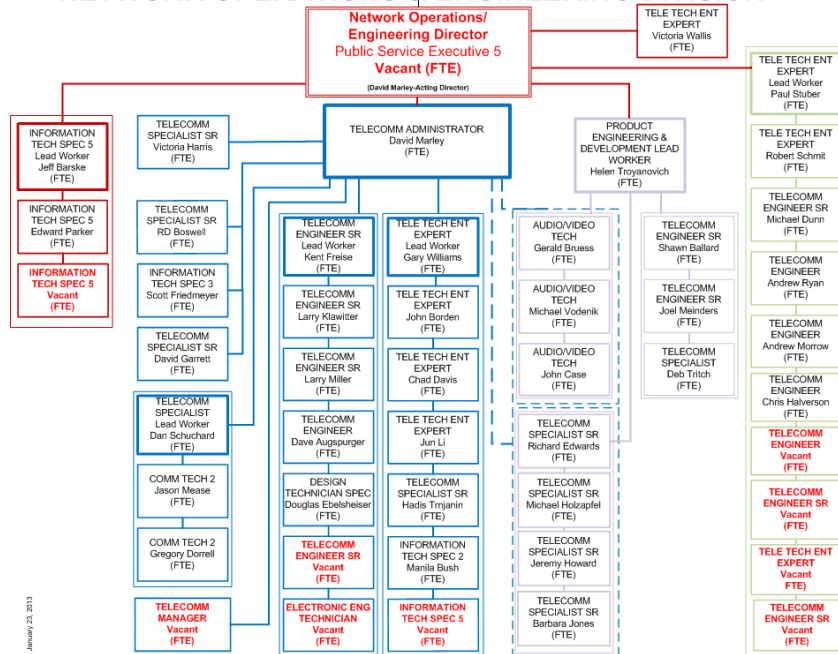 Network Operations/
Engineering Director
Public Service Executive 5
Vacant (FTE)
(David Marley-Acting Director)
TELE TECH ENT
EXPERT
Victoria Wallis
(FTE)
INFORMATION
TECH SPEC 5
Lead Worker
Jeff Barske
(FTE)
INFORMATION
TECH SPEC 5
Edward Parker
(FTE)
INFORMATION
TECH SPEC 5
Vacant
(FTE)
TELECOMM
SPECIALIST SR
Victoria Harris
(FTE)
TELECOMM
SPECIALIST SR
RD Boswell
(FTE)
INFORMATION
TECH SPEC 3
Scott Friedmeyer
(FTE)
TELECOMM
SPECIALIST SR
David Garrett
(FTE)
TELECOMM
SPECIALIST
Lead Worker
Dan Schuchard
(FTE)
COMM TECH 2
Jason Mease
(FTE)
COMM TECH 2
Gregory Dorrell
(FTE)
TELECOMM
MANAGER
Vacant
(FTE)
TELECOMM ADMINISTRATOR
David Marley
(FTE)
TELECOMM
ENGINEER SR
Lead Worker
Kent Freise
(FTE)
TELECOMM
ENGINEER SR
Larry Klawitter
(FTE)
TELECOMM
ENGINEER SR
Larry Miller
(FTE)
TELECOMM
ENGINEER
Dave Augspurger
(FTE)
DESIGN
TECHNICIAN SPEC
Douglas Ebelsheiser
(FTE)
TELECOMM
ENGINEER SR
Vacant
(FTE)
ELECTRONIC ENG
TECHNICIAN
Vacant
(FTE)
TELE TECH ENT
EXPERT
Lead Worker
Gary Williams
(FTE)
TELE TECH ENT
EXPERT
John Borden
(FTE)
TELE TECH ENT
EXPERT
Chad Davis
(FTE)
TELE TECH ENT
EXPERT
Jun Li
(FTE)
TELECOMM
SPECIALIST SR
Hadis Trnjanin
(FTE)
INFORMATION
TECH SPEC 2
Manila Bush
(FTE)
INFORMATION
TECH SPEC 5
Vacant
(FTE)
PRODUCT
ENGINEERING &
DEVELOPMENT LEAD
WORKER
Helen Troyanovich
(FTE)
AUDIO/VIDEO
TECH
Gerald Bruess
(FTE)
AUDIO/VIDEO
TECH
Michael Vodenik
(FTE)
AUDIO/VIDEO
TECH
John Case
(FTE)
TELECOMM
SPECIALIST SR
Richard Edwards
(FTE)
TELECOMM
SPECIALIST SR
Michael Holzapfel
(FTE)
TELECOMM
SPECIALIST SR
Jeremy Howard
(FTE)
TELECOMM
SPECIALIST SR
Barbara Jones
(FTE)
TELECOMM
ENGINEER SR
Shawn Ballard
(FTE)
TELECOMM
ENGINEER SR
Joel Meinders
(FTE)
TELECOMM
SPECIALIST
Deb Tritch
(FTE)
TELE TECH ENT
EXPERT
Lead Worker
Paul Stuber
(FTE)
TELE TECH ENT
EXPERT
Robert Schmit
(FTE)
TELECOMM
ENGINEER SR
Michael Dunn
(FTE)
TELECOMM
ENGINEER
Andrew Ryan
(FTE)
TELECOMM
ENGINEER
Andrew Morrow
(FTE)
TELECOMM
ENGINEER
Chris Halverson
(FTE)
TELECOMM
ENGINEER
Vacant
(FTE)
TELECOMM
ENGINEER SR
Vacant
(FTE)
TELE TECH ENT
EXPERT
Vacant
FTE)
TELECOMM
ENGINEER SR
Vacant
(FTE)
January 23, 2013